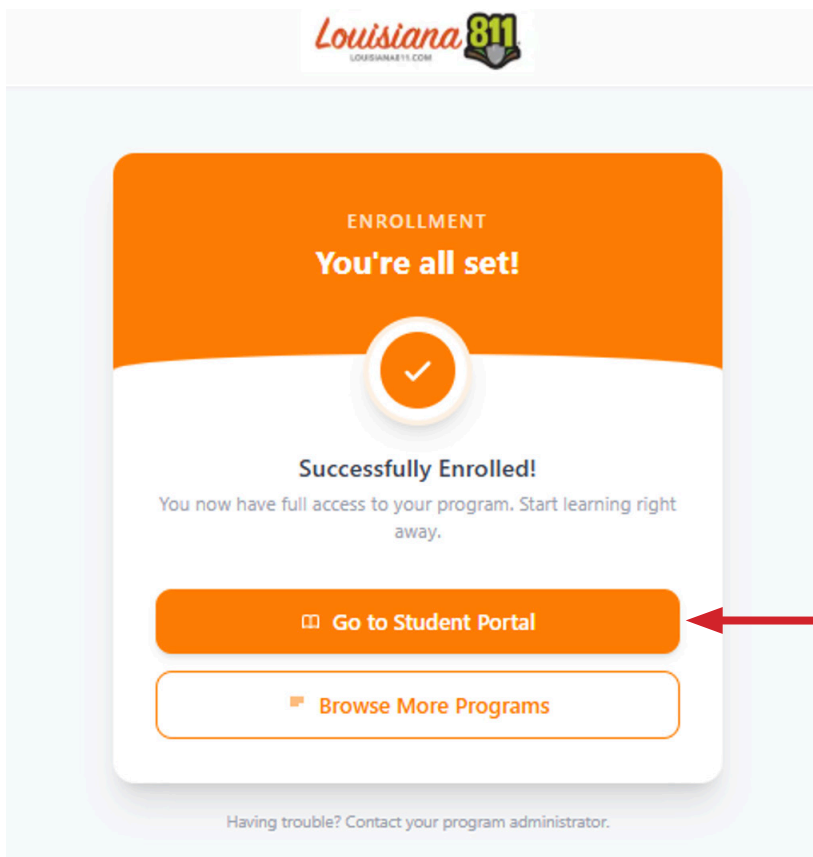 Louisiana 811
LOUISIANA811.COM
ENROLLMENT
You're all set!
Successfully Enrolled!
You now have full access to your program. Start learning right
away.
Go to Student Portal
Browse More Programs
Having trouble? Contact your program administrator.